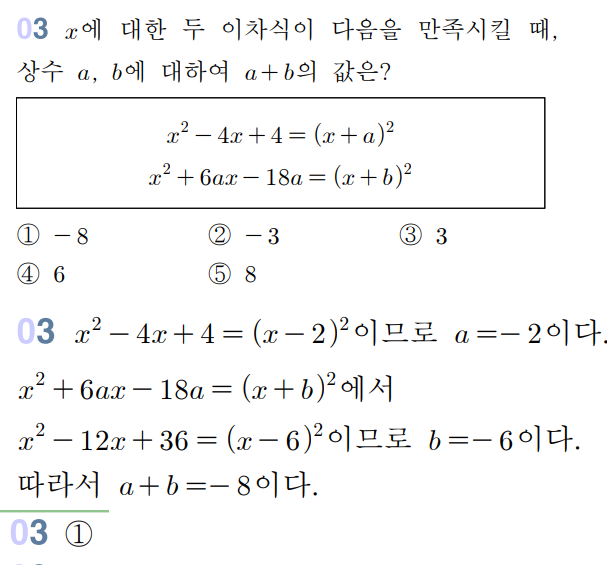 03 x에 대한 두 이차식이 다음을 만족시킬 때,
상수 a, b에 대하여 a+b의 값은?
x² − 4x + 4 = (x + a)²
x² + 6ax − 18a = (x + b)²
① −8 ② −3 ③ 3
④ 6 ⑤ 8
03 x² − 4x + 4 = (x − 2)²이므로 a = −2이다.
x² + 6ax − 18a = (x + b)²에서
x² − 12x + 36 = (x − 6)²이므로 b = −6이다.
따라서 a + b = −8이다.
03 ①